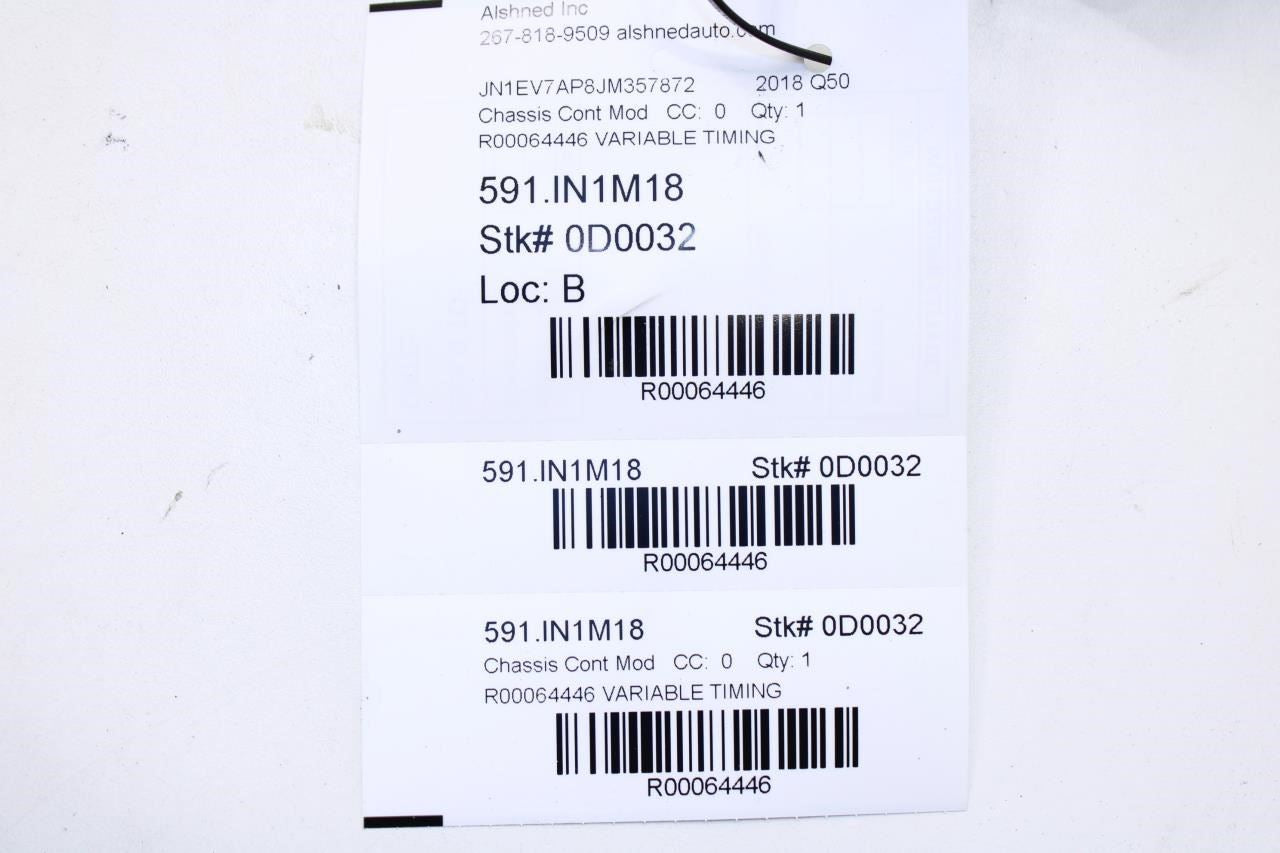 Alshned Inc
267-818-9509 alshnedauto.com
JN1EV7AP8JM357872 2018 Q50
Chassis Cont Mod CC: 0 Qty: 1
R00064446 VARIABLE TIMING
591.IN1M18
Stk# 0D0032
Loc: B
R00064446
591.IN1M18 Stk# 0D0032
R00064446
591.IN1M18 Stk# 0D0032
Chassis Cont Mod CC: 0 Qty: 1
R00064446 VARIABLE TIMING
R00064446